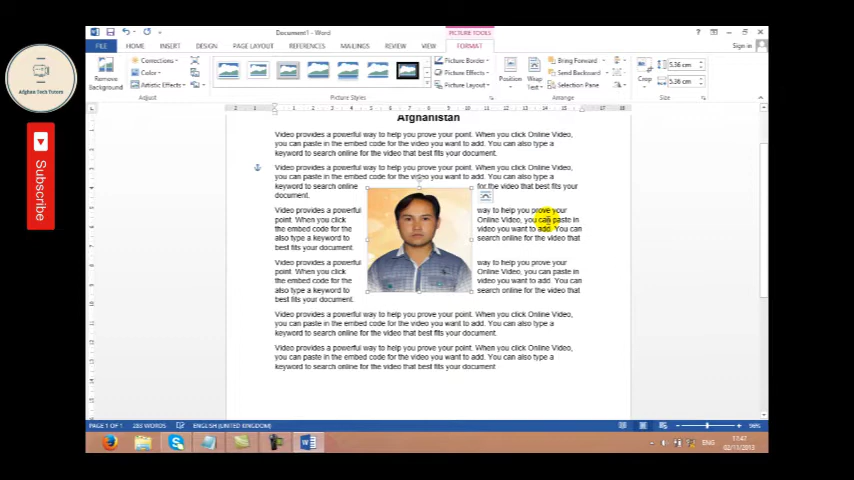 Document1 - Word
PICTURE TOOLS
FILE
HOME
INSERT
DESIGN
PAGE LAYOUT
REFERENCES
MAILINGS
REVIEW
VIEW
FORMAT
Sign in
Remove
Background
Corrections
Color
Artistic Effects
Adjust
Picture Styles
Picture Border
Picture Effects
Picture Layout
Position
Wrap
Text
Bring Forward
Send Backward
Selection Pane
Arrange
Crop
5.36 cm
5.36 cm
Size
Afghan Tech Tutors
Subscribe
Afghanistan
Video provides a powerful way to help you prove your point. When you click Online Video,
you can paste in the embed code for the video you want to add. You can also type a
keyword to search online for the video that best fits your document.
Video provides a powerful way to help you prove your point. When you click Online Video,
you can paste in the embed code for the video you want to add. You can also type a
keyword to search online for the video that best fits your
document.
Video provides a powerful way to help you prove your
point. When you click Online Video, you can paste in
the embed code for the video you want to add. You can
also type a keyword to search online for the video that
best fits your document.
Video provides a powerful way to help you prove your
point. When you click Online Video, you can paste in
the embed code for the video you want to add. You can
also type a keyword to search online for the video that
best fits your document.
Video provides a powerful way to help you prove your point. When you click Online Video,
you can paste in the embed code for the video you want to add. You can also type a
keyword to search online for the video that best fits your document.
Video provides a powerful way to help you prove your point. When you click Online Video,
you can paste in the embed code for the video you want to add. You can also type a
keyword to search online for the video that best fits your document
PAGE 1 OF 1
283 WORDS
ENGLISH (UNITED KINGDOM)
96%
ENG
11:47
02/11/2013